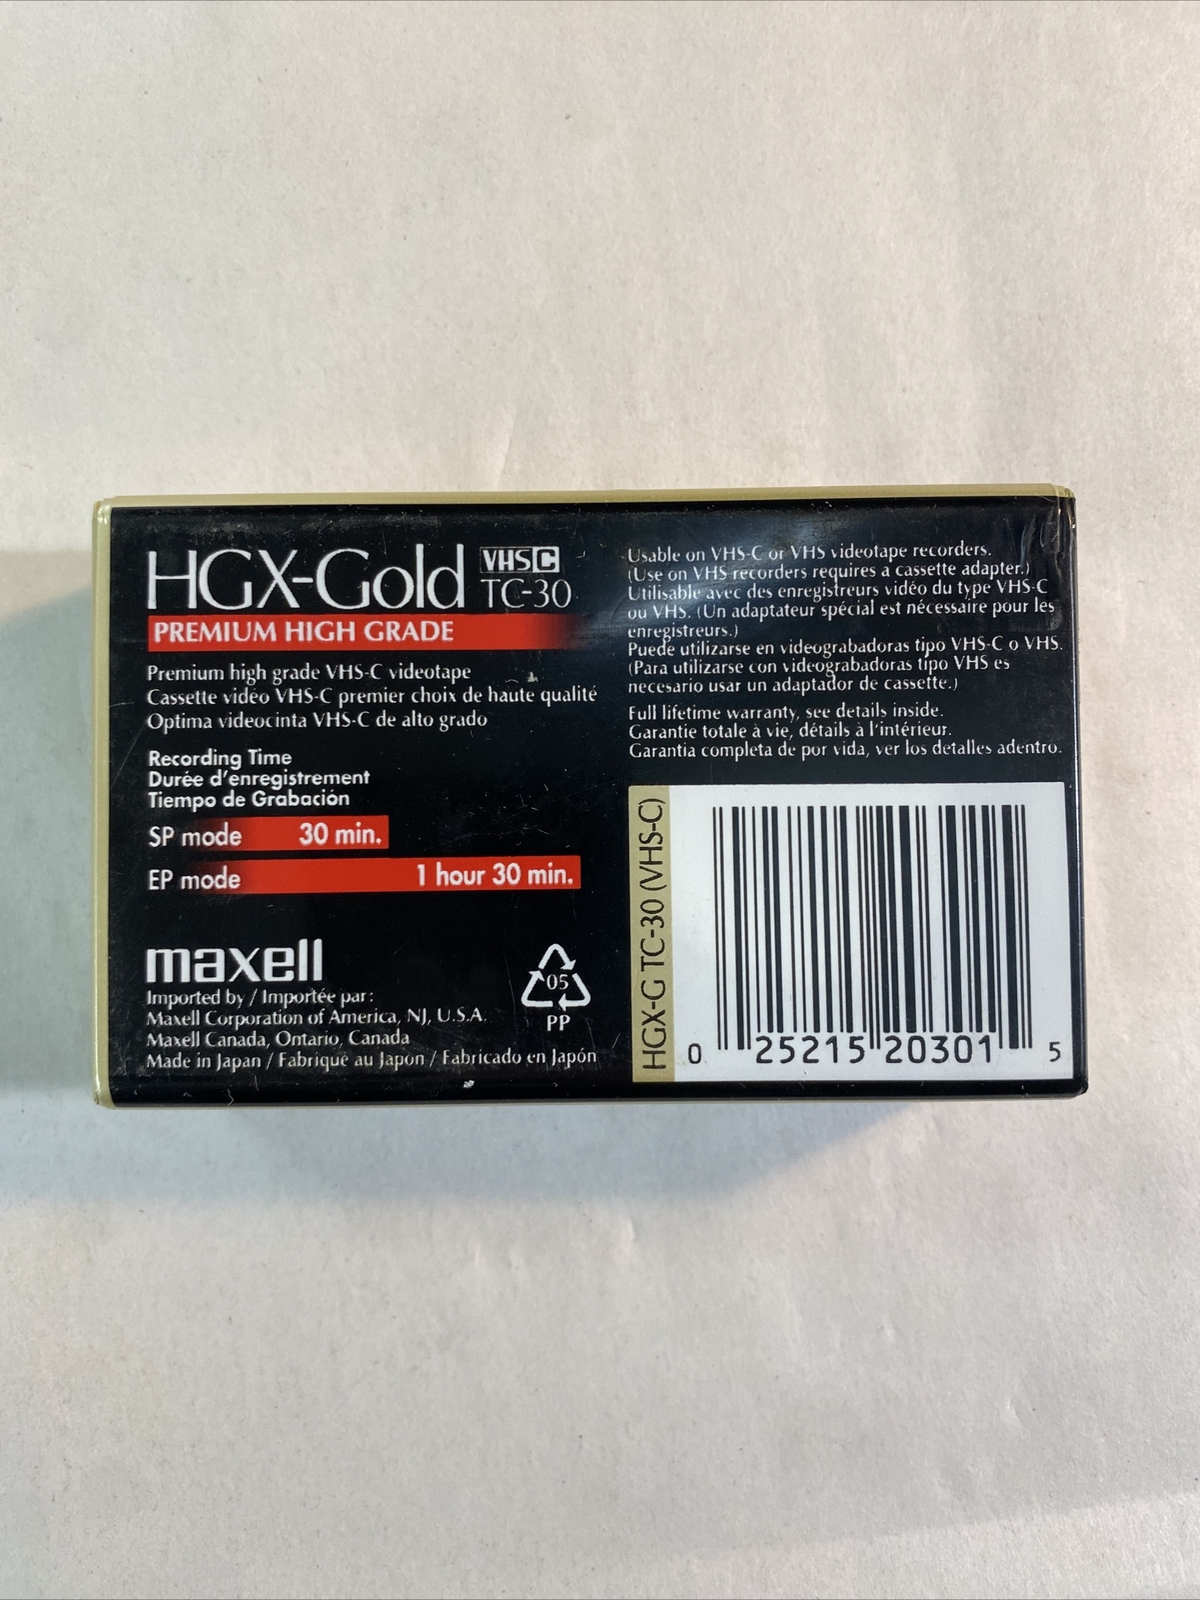 HGX-Gold VHSC
TC-30
PREMIUM HIGH GRADE
Premium high grade VHS-C videotape
Cassette vidéo VHS-C premier choix de haute qualité
Optima videocinta VHS-C de alto grado
Recording Time
Durée d'enregistrement
Tiempo de Grabación
SP mode 30 min.
EP mode 1 hour 30 min.
maxell
Imported by / Importée par:
Maxell Corporation of America, NJ, U.S.A.
Maxell Canada, Ontario, Canada
Made in Japan / Fabriqué au Japon / Fabricado en Japón
05
PP
Usable on VHS-C or VHS videotape recorders.
(Use on VHS recorders requires a cassette adapter.)
Utilisable avec des enregistreurs vidéo du type VHS-C
ou VHS. (Un adaptateur spécial est nécessaire pour les
enregistreurs.)
Puede utilizarse en videograbadoras tipo VHS-C o VHS.
(Para utilizarse con videograbadoras tipo VHS es
necesario usar un adaptador de cassette.)
Full lifetime warranty, see details inside.
Garantie totale à vie, détails à l'intérieur.
Garantia completa de por vida, ver los detalles adentro.
HGX-G TC-30 (VHS-C)
0 25215 20301 5